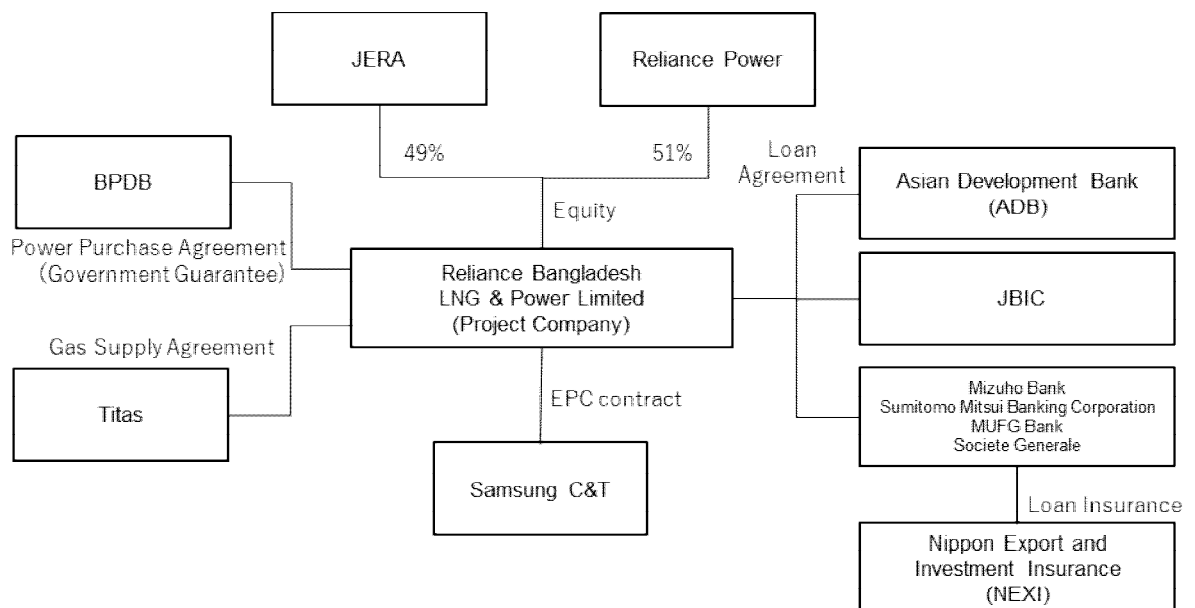 JERA
Reliance Power
49%
51%
Loan
Agreement
BPDB
Asian Development Bank
(ADB)
Equity
Power Purchase Agreement
(Government Guarantee)
Reliance Bangladesh
LNG & Power Limited
(Project Company)
JBIC
Gas Supply Agreement
Titas
EPC contract
Mizuho Bank
Sumitomo Mitsui Banking Corporation
MUFG Bank
Societe Generale
Samsung C&T
Loan Insurance
Nippon Export and
Investment Insurance
(NEXI)